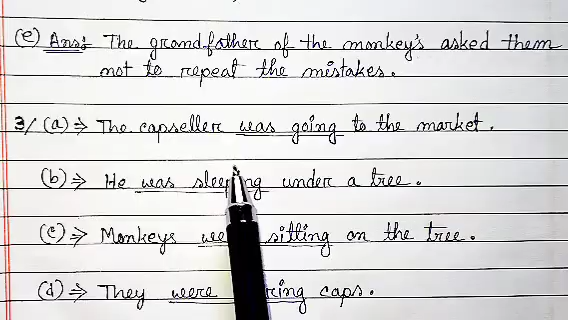 (e) Ans: The grandfather of the monkey's asked them
not to repeat the mistakes.
3/ (a) ⇒ The capseller was going to the market.
(b) ⇒ He was sleeping under a tree.
(c) ⇒ Monkeys sitting on the tree.
(d) ⇒ They were caps.